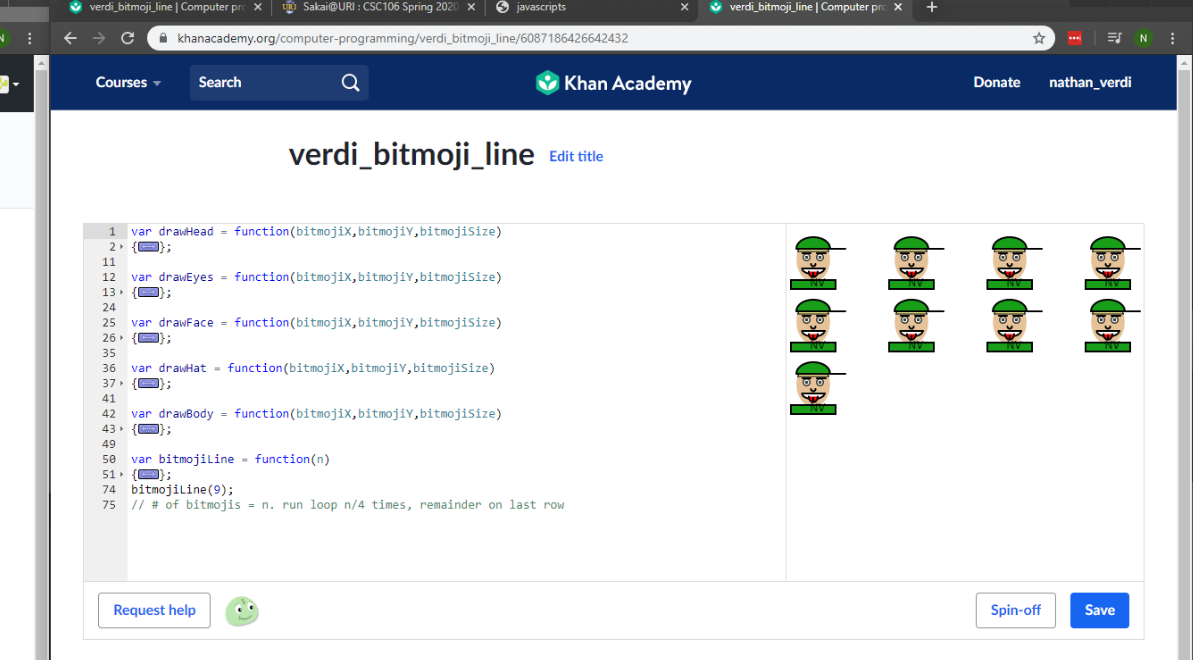 verdi_bitmoji_line | Computer pro
Sakai@URI : CSC106 Spring 2020
javascripts
verdi_bitmoji_line | Computer pro
N
khanacademy.org/computer-programming/verdi_bitmoji_line/6087186426642432
N
Courses
Search
Khan Academy
Donate
nathan_verdi
verdi_bitmoji_line
Edit title
1 var drawHead = function(bitmojiX,bitmojiY,bitmojiSize)
2 {};
11
12 var drawEyes = function(bitmojiX,bitmojiY,bitmojiSize)
13 {};
24
25 var drawFace = function(bitmojiX,bitmojiY,bitmojiSize)
26 {};
35
36 var drawHat = function(bitmojiX,bitmojiY,bitmojiSize)
37 {};
41
42 var drawBody = function(bitmojiX,bitmojiY,bitmojiSize)
43 {};
49
50 var bitmojiLine = function(n)
51 {};
74 bitmojiLine(9);
75 // # of bitmojis = n. run loop n/4 times, remainder on last row
NV NV NV NV
NV NV NV NV
NV
Request help
Spin-off
Save